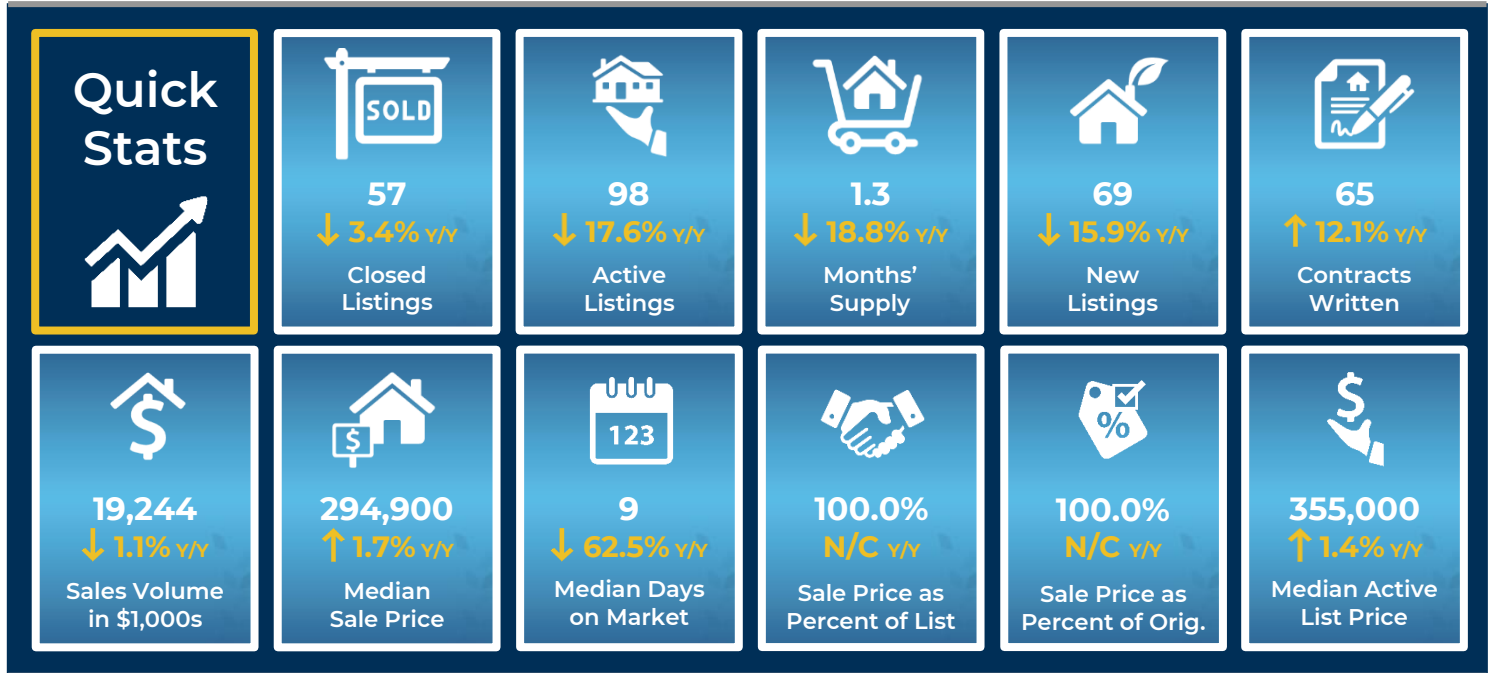 Quick
Stats
SOLD
57
↓ 3.4% Y/Y
Closed
Listings
98
↓ 17.6% Y/Y
Active
Listings
1.3
↓ 18.8% Y/Y
Months’
Supply
69
↓ 15.9% Y/Y
New
Listings
65
↑ 12.1% Y/Y
Contracts
Written
$
19,244
↓ 1.1% Y/Y
Sales Volume
in $1,000s
$
294,900
↑ 1.7% Y/Y
Median
Sale Price
123
9
↓ 62.5% Y/Y
Median Days
on Market
100.0%
N/C Y/Y
Sale Price as
Percent of List
%
100.0%
N/C Y/Y
Sale Price as
Percent of Orig.
$
355,000
↑ 1.4% Y/Y
Median Active
List Price